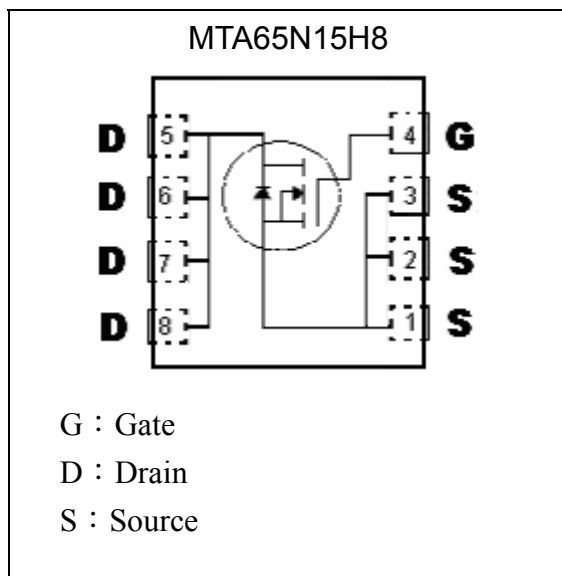 MTA65N15H8
D 5 4 G
D 6 3 S
D 7 2 S
D 8 1 S
G：Gate
D：Drain
S：Source